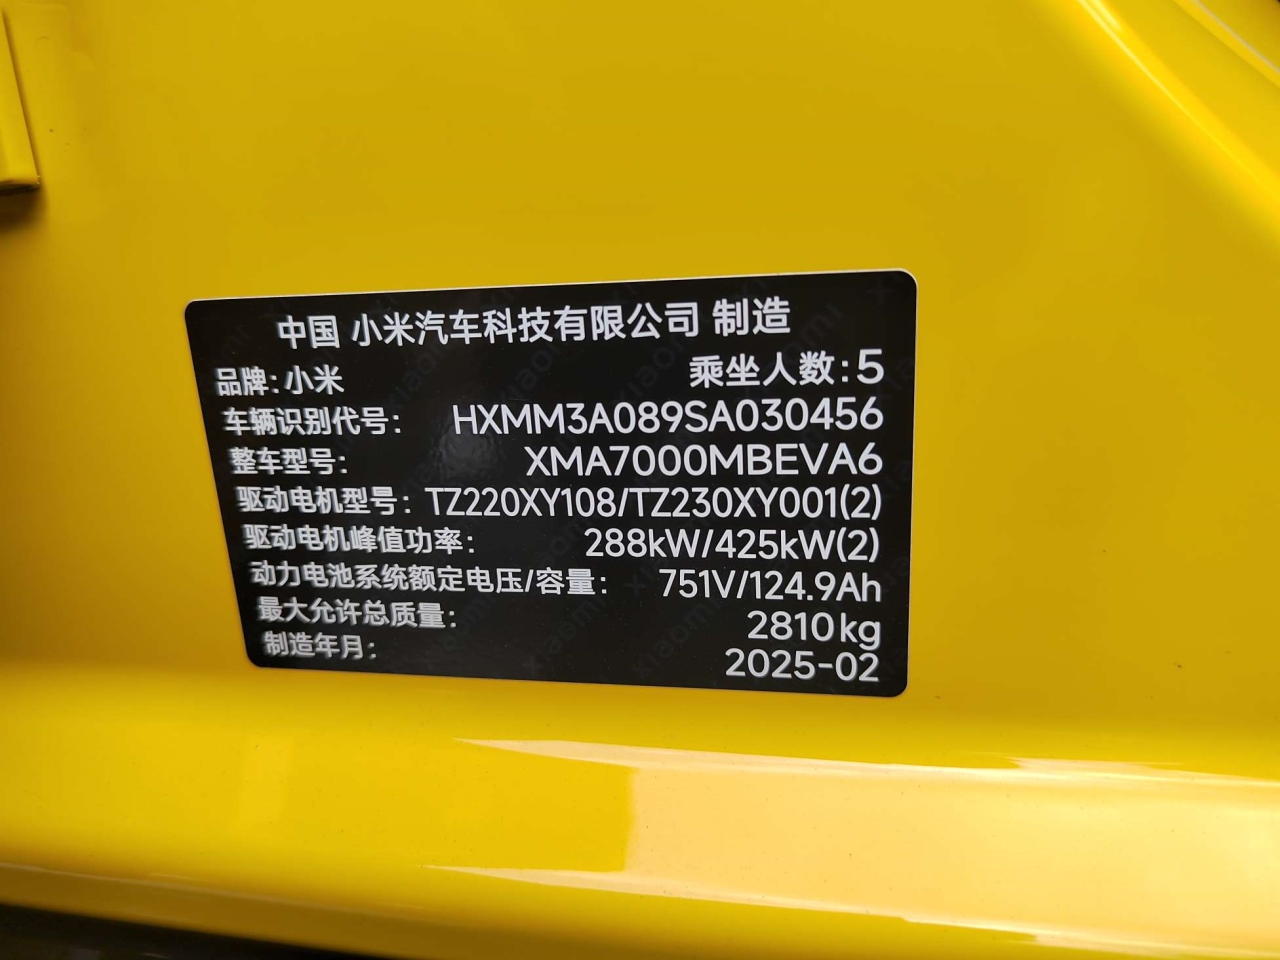 中国 小米汽车科技有限公司 制造
品牌:小米 乘坐人数:5
车辆识别代号: HXMM3A089SA030456
整车型号: XMA7000MBEVA6
驱动电机型号: TZ220XY108/TZ230XY001(2)
驱动电机峰值功率: 288kW/425kW(2)
动力电池系统额定电压/容量: 751V/124.9Ah
最大允许总质量: 2810kg
制造年月: 2025-02